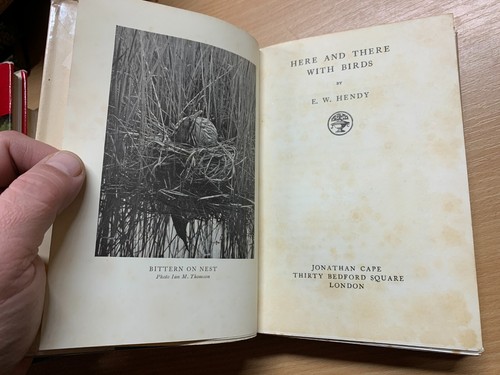 BITTERN ON NEST
Photo Ian M. Thomson
HERE AND THERE
WITH BIRDS
BY
E. W. HENDY
JONATHAN CAPE
THIRTY BEDFORD SQUARE
LONDON